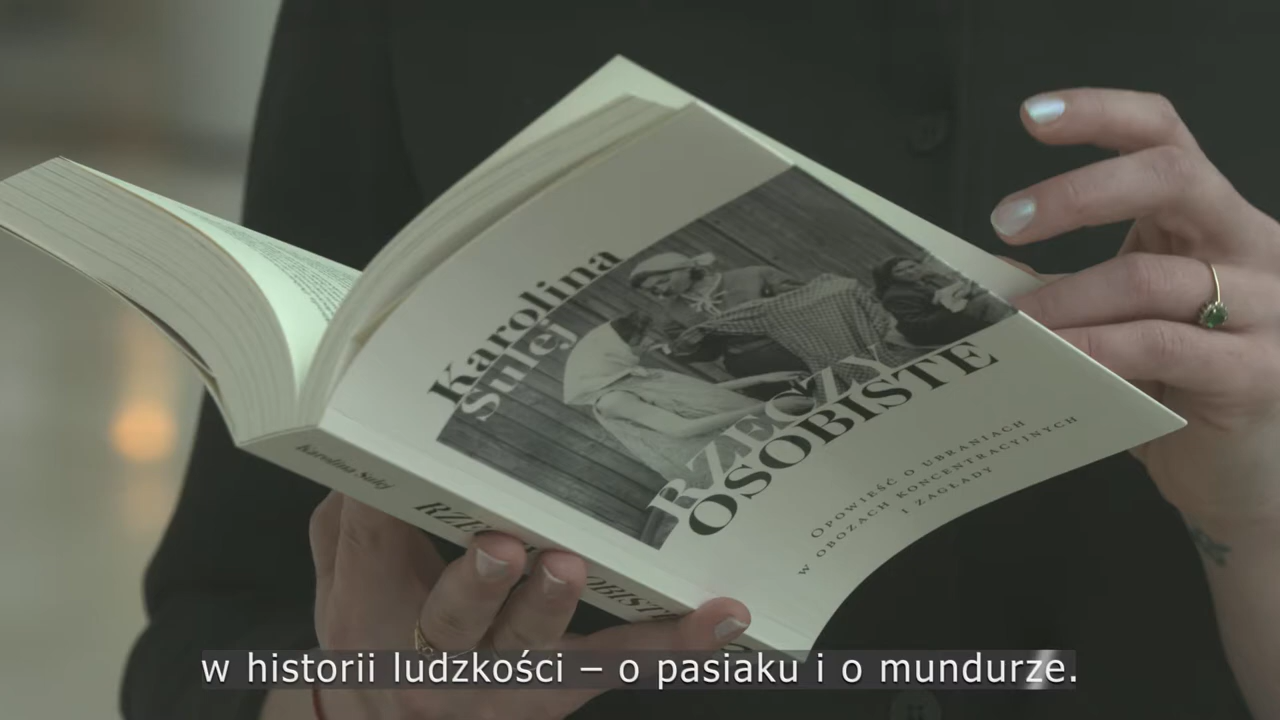 Karolina
Sulej
RZECZY
OSOBISTE
OPOWIEŚĆ O UBRANIACH
W OBOZACH KONCENTRACYJNYCH
I ZAGŁADY
Karolina Sulej
w historii ludzkości – o pasiaku i o mundurze.